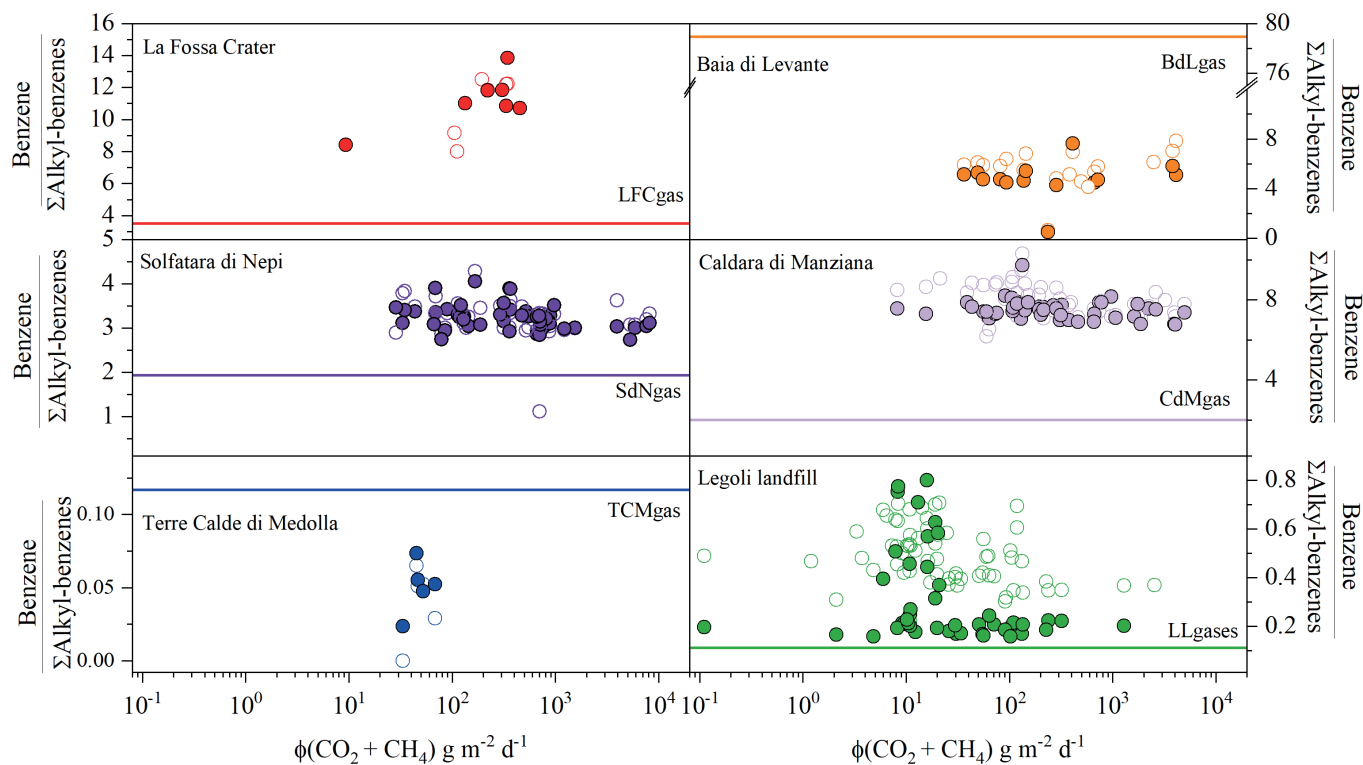 16
14
12
10
8
6
4
La Fossa Crater
LFCgas
Benzene
ΣAlkyl-benzenes
80
76
8
4
0
Baia di Levante
BdLgas
Benzene
ΣAlkyl-benzenes
5
5
4
3
2
1
Solfatara di Nepi
SdNgas
Benzene
ΣAlkyl-benzenes
8
4
Caldara di Manziana
CdMgas
Benzene
ΣAlkyl-benzenes
0.10
0.05
0.00
TCMgas
Terre Calde di Medolla
Benzene
ΣAlkyl-benzenes
0.8
0.6
0.4
0.2
Legoli landfill
LLgases
Benzene
ΣAlkyl-benzenes
10⁻¹ 10⁰ 10¹ 10² 10³ 10⁴ 10⁻¹ 10⁰ 10¹ 10² 10³ 10⁴
ϕ(CO₂ + CH₄) g m⁻² d⁻¹ ϕ(CO₂ + CH₄) g m⁻² d⁻¹